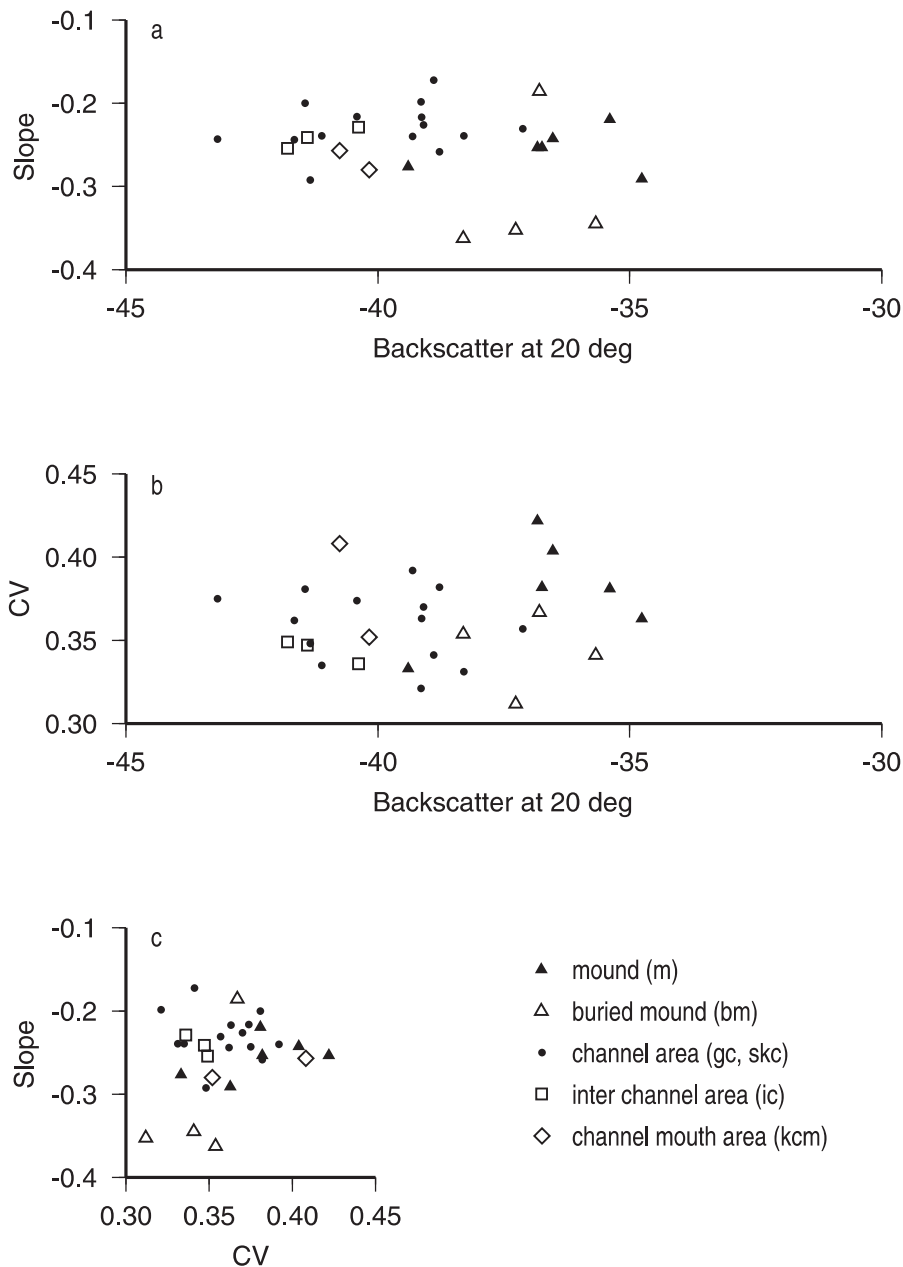 -0.1
a
-0.2
Slope
-0.3
-0.4
-45 -40 -35 -30
Backscatter at 20 deg
0.45
b
0.40
CV
0.35
0.30
-45 -40 -35 -30
Backscatter at 20 deg
-0.1
c
-0.2
Slope
-0.3
-0.4
0.30 0.35 0.40 0.45
CV
mound (m)
buried mound (bm)
channel area (gc, skc)
inter channel area (ic)
channel mouth area (kcm)